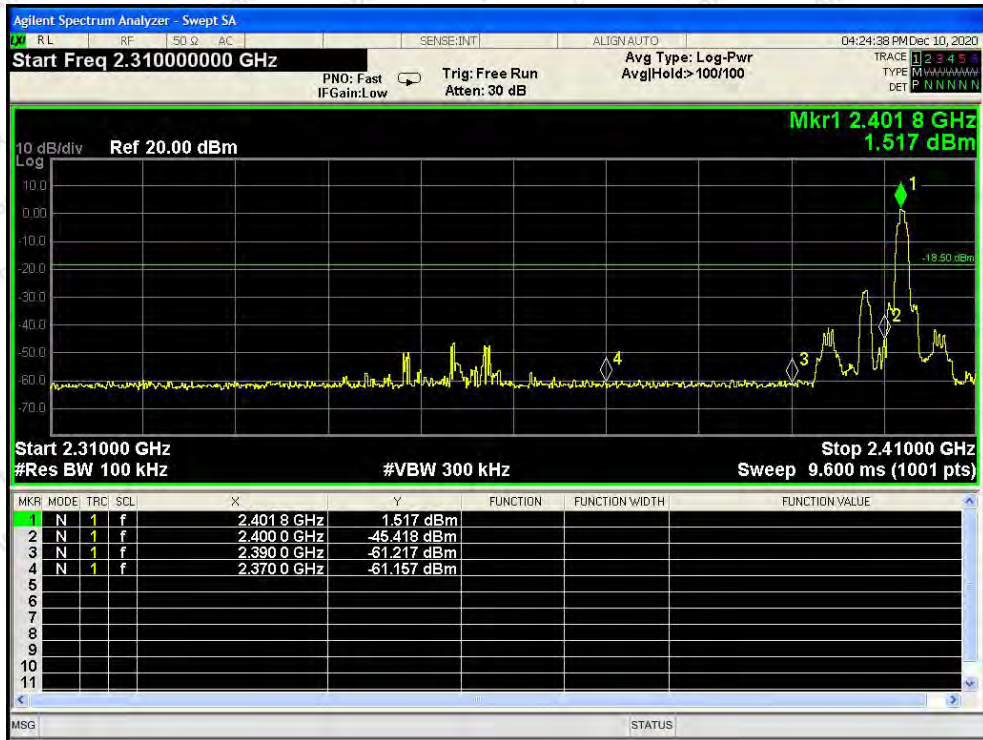 Agilent Spectrum Analyzer - Swept SA
LXI RL RF 50 Ω AC SENSE:INT ALIGN AUTO 04:24:38 PM Dec 10, 2020
Start Freq 2.310000000 GHz
PNO: Fast
IFGain:Low
Trig: Free Run
Atten: 30 dB
Avg Type: Log-Pwr
Avg|Hold:> 100/100
TRACE 1 2 3 4 5 6
TYPE M WWWWW
DET P N N N N N
Mkr1 2.401 8 GHz
1.517 dBm
10 dB/div Ref 20.00 dBm
Log
10.0
0.00
-10.0
-20.0
-30.0
-40.0
-50.0
-60.0
-70.0
1
-18.50 dBm
2
3
4
Start 2.31000 GHz Stop 2.41000 GHz
#Res BW 100 kHz #VBW 300 kHz Sweep 9.600 ms (1001 pts)
MKR MODE TRC SCL X Y FUNCTION FUNCTION WIDTH FUNCTION VALUE
1 N 1 f 2.401 8 GHz 1.517 dBm
2 N 1 f 2.400 0 GHz -45.418 dBm
3 N 1 f 2.390 0 GHz -61.217 dBm
4 N 1 f 2.370 0 GHz -61.157 dBm
5
6
7
8
9
10
11
MSG STATUS